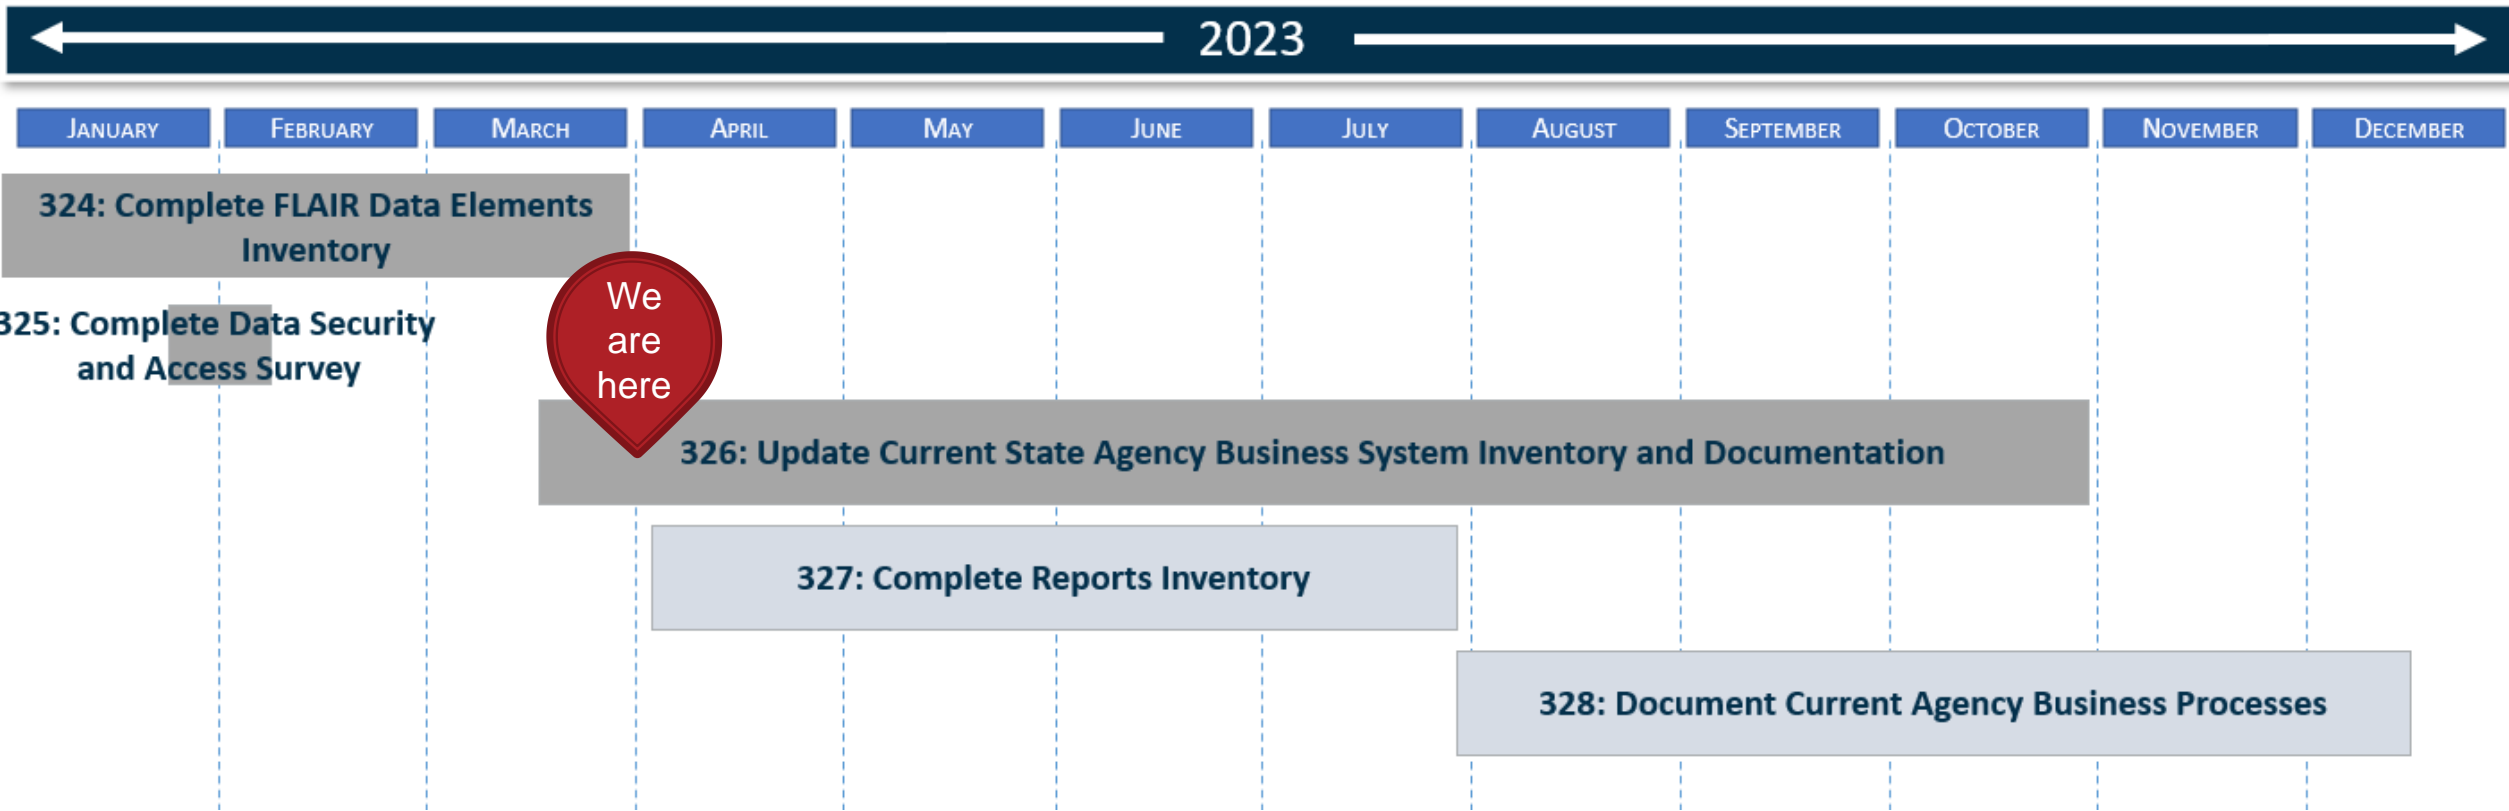 2023
January
February
March
April
May
June
July
August
September
October
November
December
324: Complete FLAIR Data Elements
Inventory
325: Complete Data Security
and Access Survey
We
are
here
326: Update Current State Agency Business System Inventory and Documentation
327: Complete Reports Inventory
328: Document Current Agency Business Processes